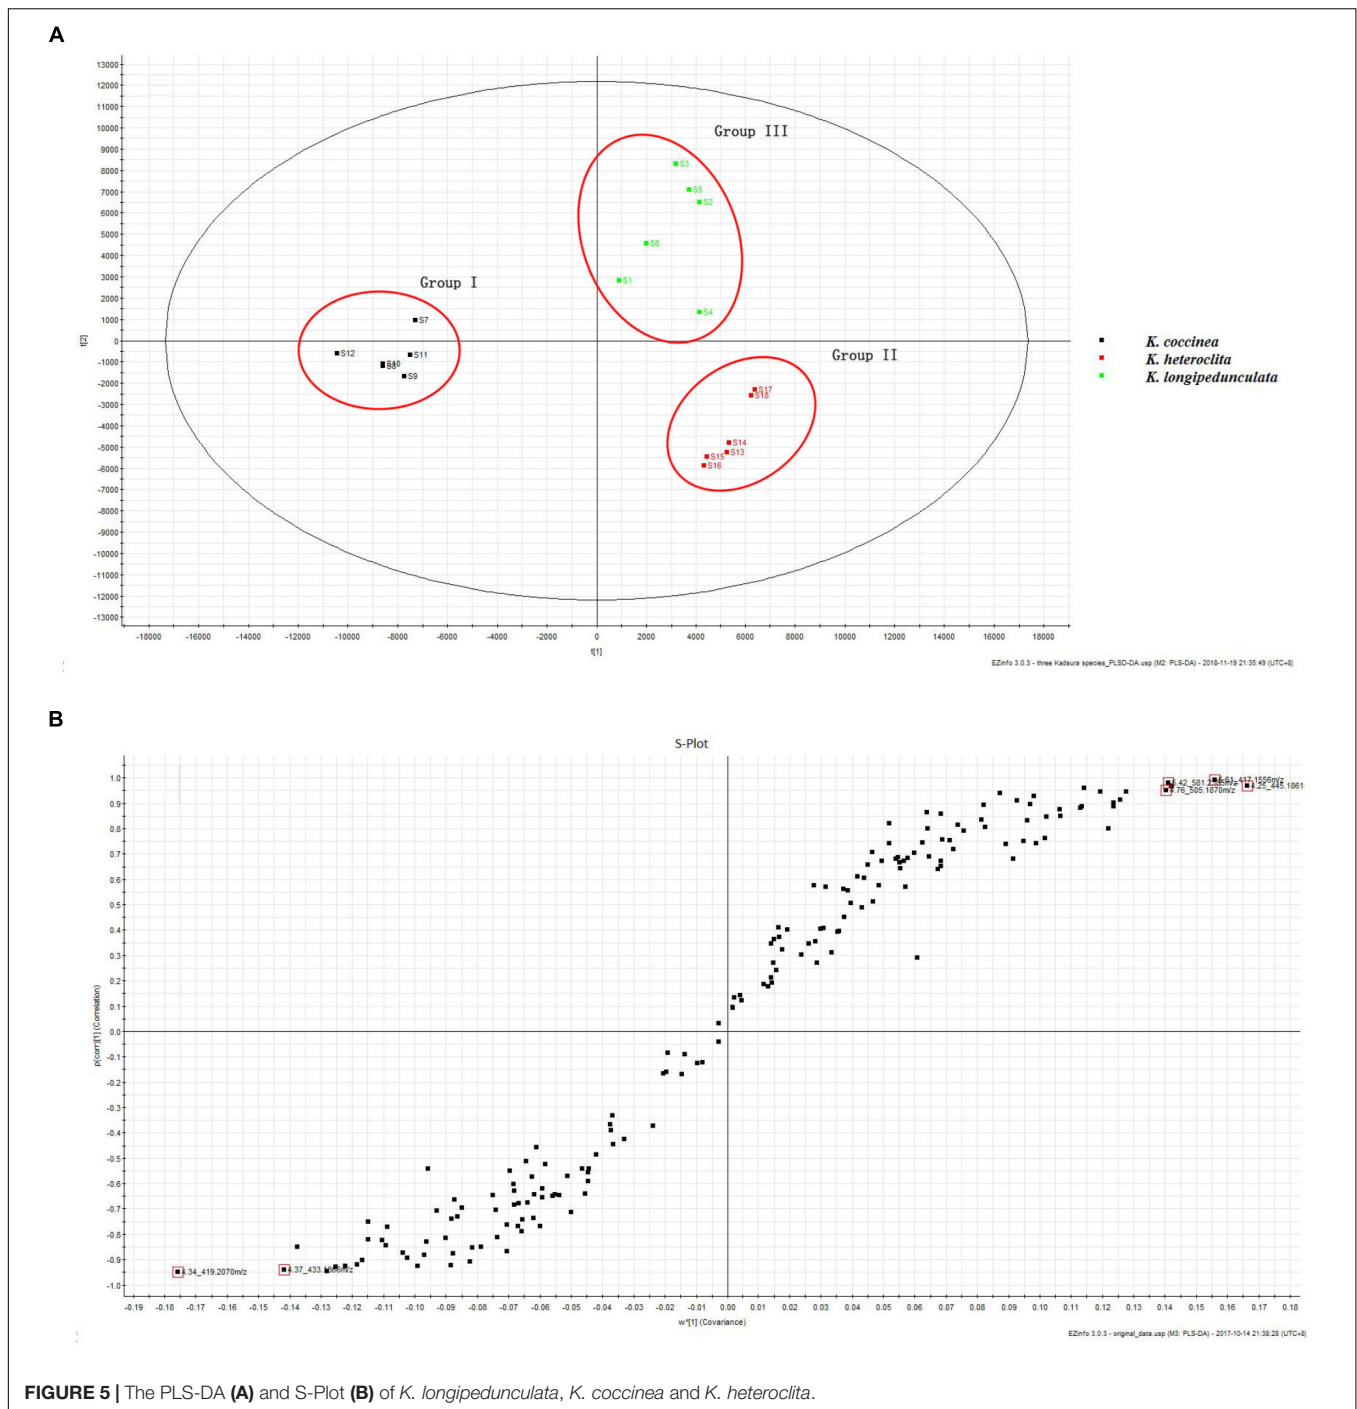 A
13000
12000
11000
10000
9000
8000
7000
6000
5000
4000
3000
2000
1000
0
-1000
-2000
-3000
-4000
-5000
-6000
-7000
-8000
-9000
-10000
-11000
-12000
-13000
t[2]
Group III
S3
S5
S2
S6
S1
S4
Group I
S7
S12
S11
S10
S8
S9
Group II
S17
S18
S14
S13
S15
S16
K. coccinea
K. heteroclita
K. longipedunculata
-18000 -16000 -14000 -12000 -10000 -8000 -6000 -4000 -2000 0 2000 4000 6000 8000 10000 12000 14000 16000 18000
t[1]
EZinfo 3.0.3 - three Kadsura species_PLSD-DA.usp (M2: PLS-DA) - 2018-11-19 21:35:49 (UTC+8)
B
S-Plot
1.0
0.9
0.8
0.7
0.6
0.5
0.4
0.3
0.2
0.1
0.0
-0.1
-0.2
-0.3
-0.4
-0.5
-0.6
-0.7
-0.8
-0.9
-1.0
p(corr)[1] (Correlation)
4.25_445.1861
4.76_505.1870m/z
4.34_419.2070m/z
-0.19 -0.18 -0.17 -0.16 -0.15 -0.14 -0.13 -0.12 -0.11 -0.10 -0.09 -0.08 -0.07 -0.06 -0.05 -0.04 -0.03 -0.02 -0.01 0.00 0.01 0.02 0.03 0.04 0.05 0.06 0.07 0.08 0.09 0.10 0.11 0.12 0.13 0.14 0.15 0.16 0.17 0.18
w*[1] (Covariance)
EZinfo 3.0.3 - original_data.usp (M3: PLS-DA) - 2017-10-14 21:38:28 (UTC+8)
FIGURE 5 | The PLS-DA (A) and S-Plot (B) of K. longipedunculata, K. coccinea and K. heteroclita.